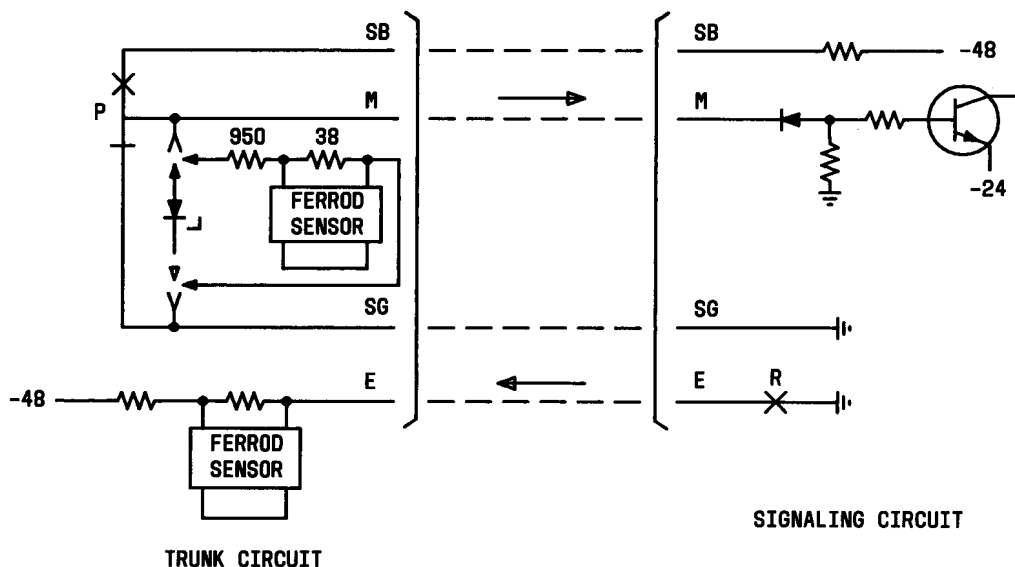 SB
SB
-48
P
M
M
950
38
FERROD
SENSOR
-24
SG
SG
-48
E
E
R
FERROD
SENSOR
SIGNALING CIRCUIT
TRUNK CIRCUIT